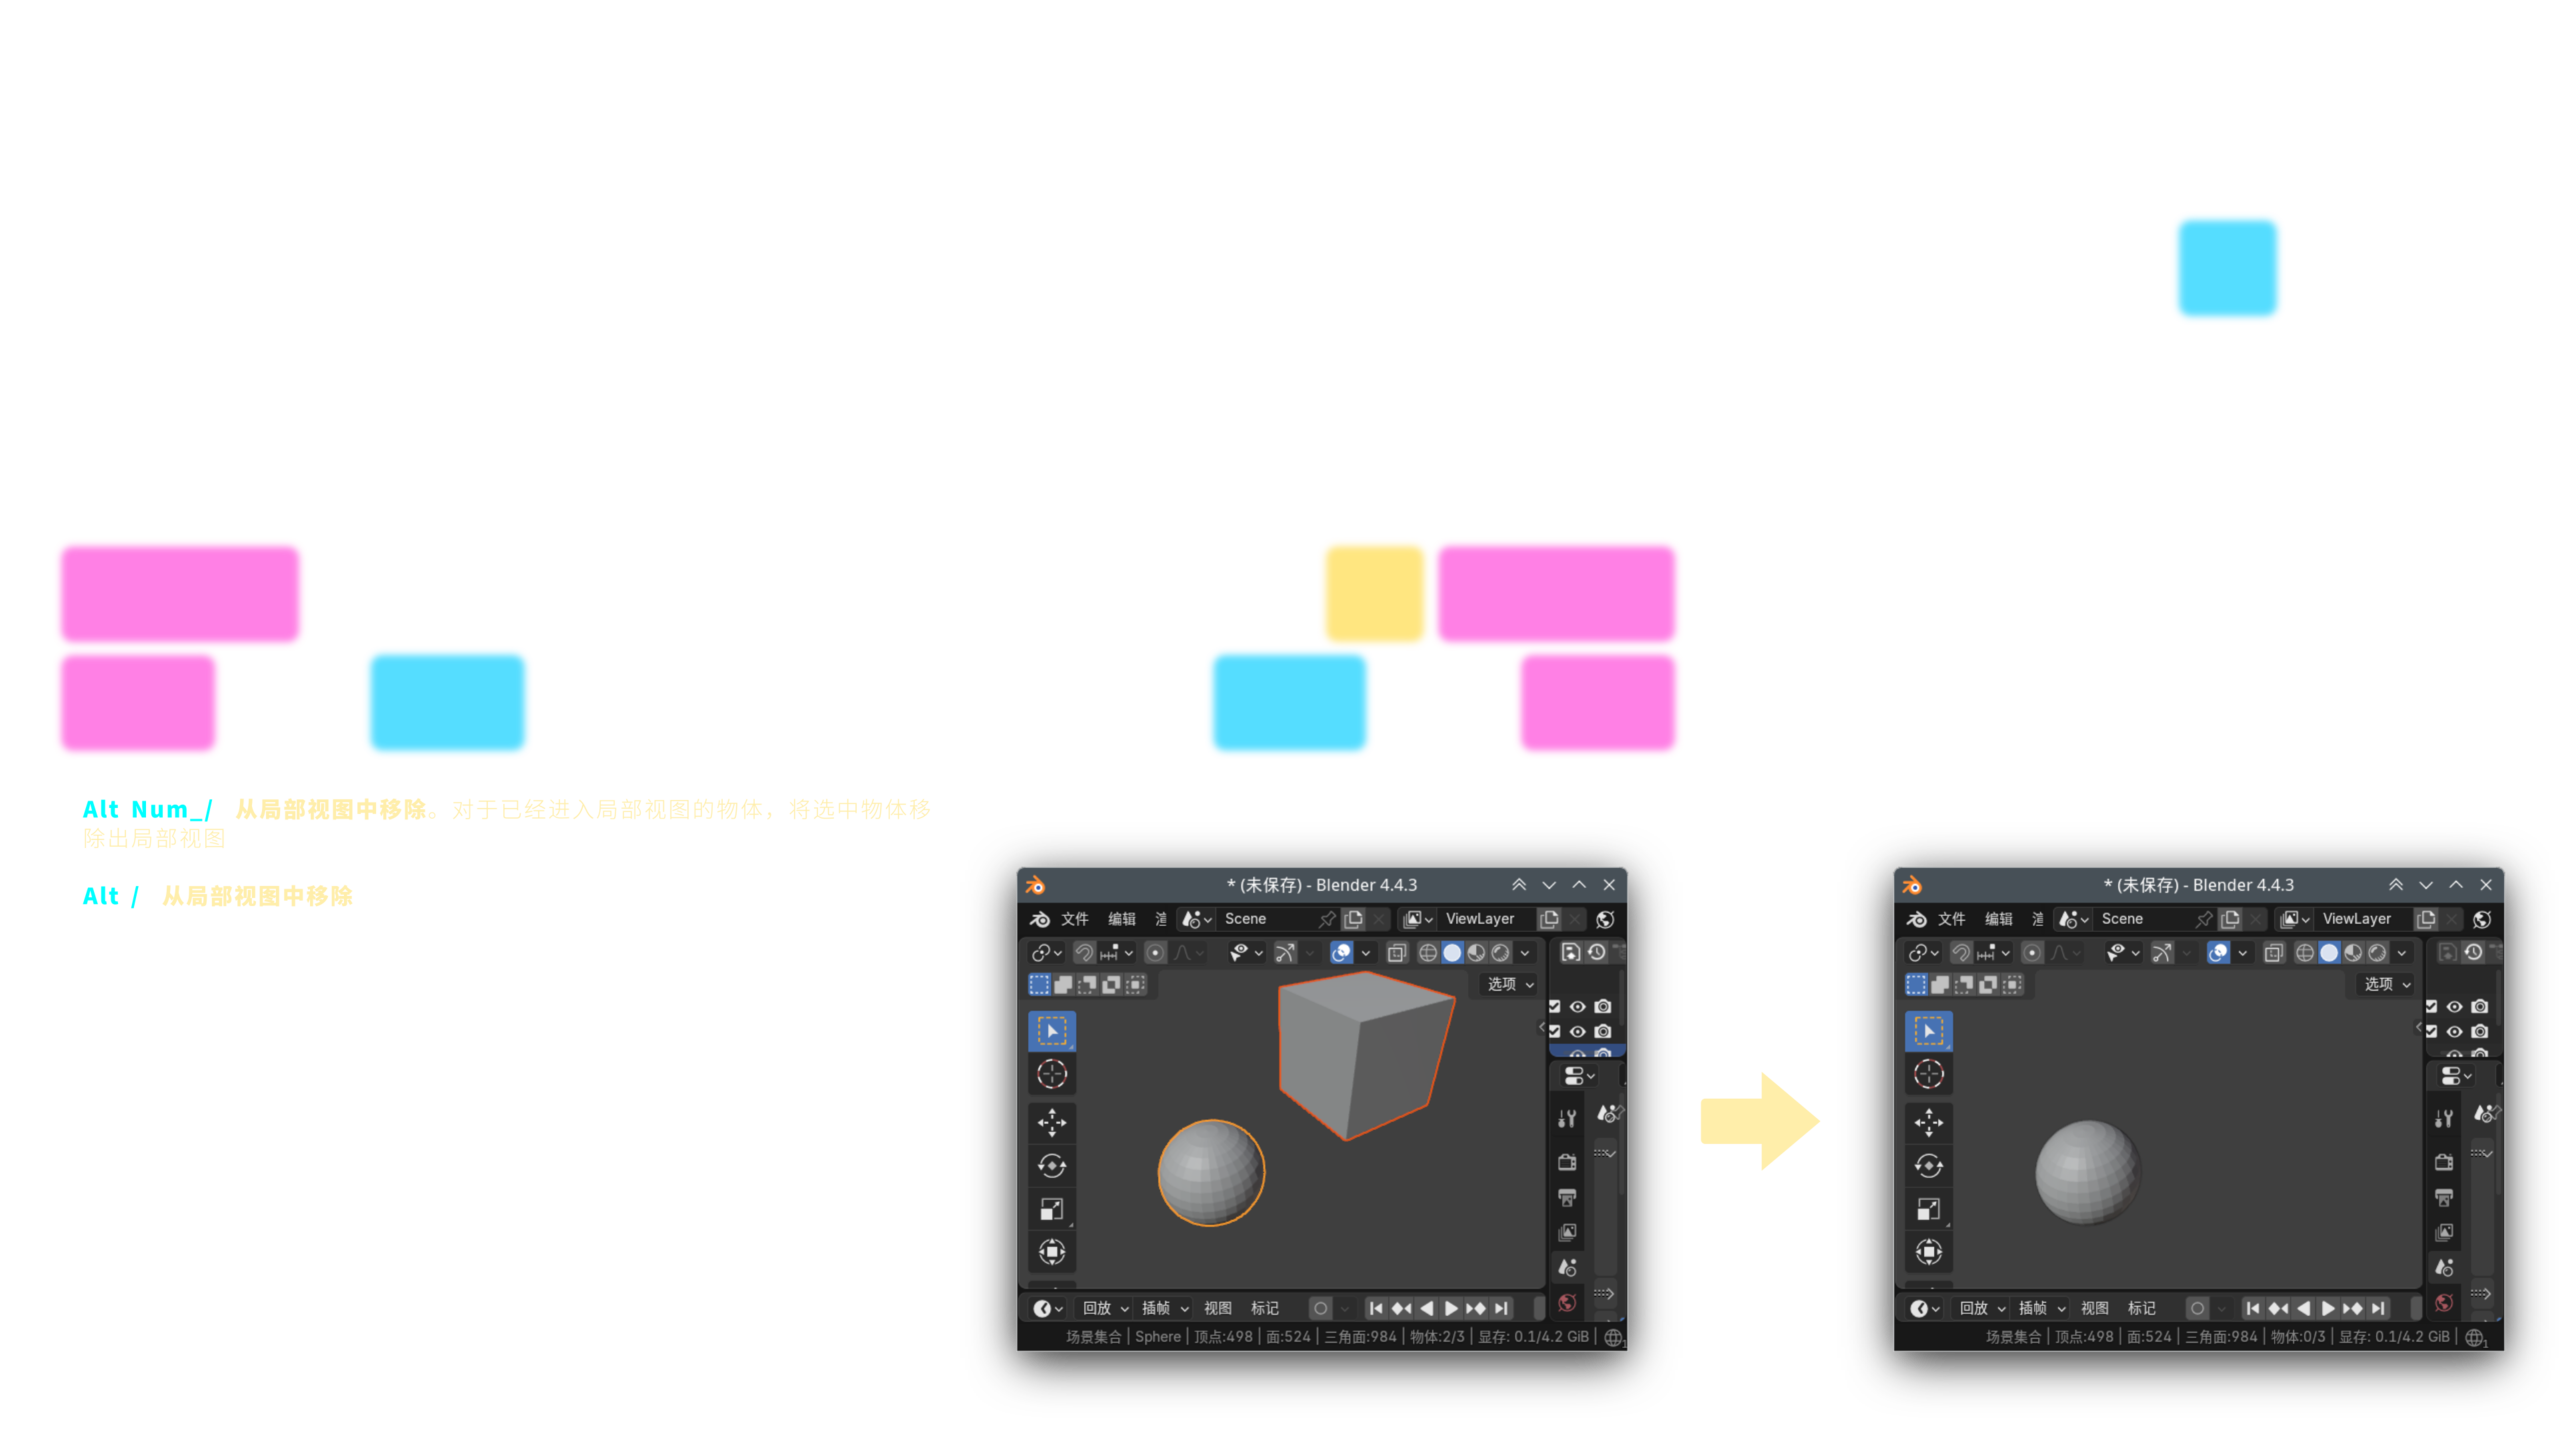 Alt Num_/ 从局部视图中移除。对于已经进入局部视图的物体，将选中物体移
除出局部视图
Alt / 从局部视图中移除
* (未保存) - Blender 4.4.3
文件 编辑 Scene ViewLayer
选项
回放 插帧 视图 标记
场景集合 | Sphere | 顶点:498 | 面:524 | 三角面:984 | 物体:2/3 | 显存: 0.1/4.2 GiB
* (未保存) - Blender 4.4.3
文件 编辑 Scene ViewLayer
选项
回放 插帧 视图 标记
场景集合 | 顶点:498 | 面:524 | 三角面:984 | 物体:0/3 | 显存: 0.1/4.2 GiB